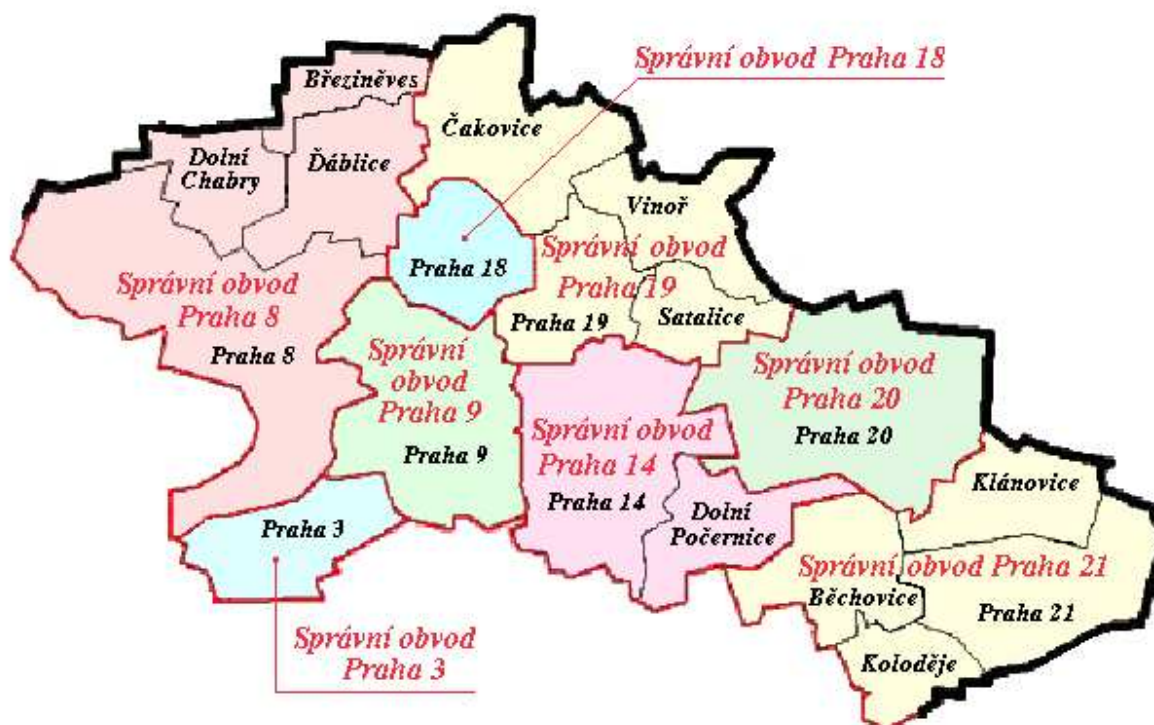 Správní obvod Praha 18
Březiněves
Čakovice
Dolní
Chabry
Ďáblice
Vinoř
Praha 18
Správní obvod
Praha 19
Praha 19
Satalice
Správní obvod
Praha 8
Praha 8
Správní
obvod
Praha 9
Praha 9
Správní obvod
Praha 20
Praha 20
Správní obvod
Praha 14
Praha 14
Dolní
Počernice
Klánovice
Praha 3
Správní obvod Praha 21
Běchovice
Praha 21
Koloděje
Správní obvod
Praha 3